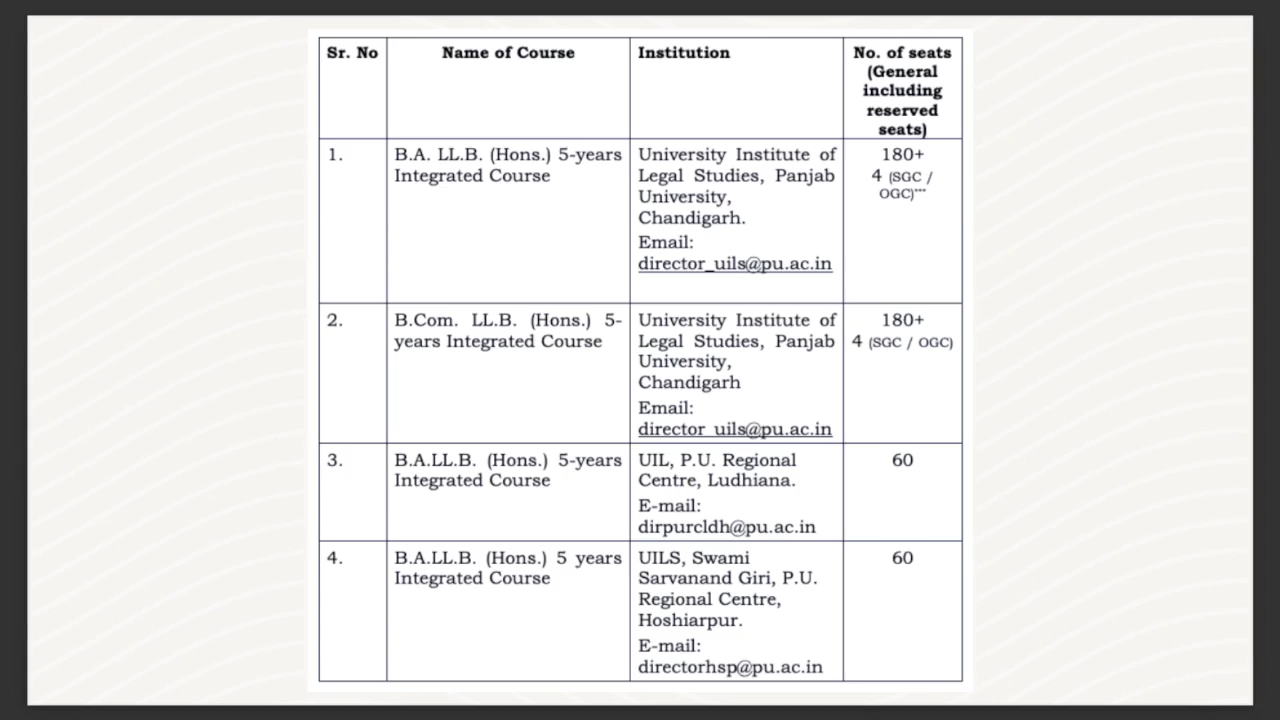 Sr. No
Name of Course
Institution
No. of seats
(General
including
reserved
seats)
1.
B.A. LL.B. (Hons.) 5-years
Integrated Course
University Institute of
Legal Studies, Panjab
University,
Chandigarh.
Email:
director_uils@pu.ac.in
180+
4 (SGC /
OGC)***
2.
B.Com. LL.B. (Hons.) 5-
years Integrated Course
University Institute of
Legal Studies, Panjab
University,
Chandigarh
Email:
director_uils@pu.ac.in
180+
4 (SGC / OGC)
3.
B.A.LL.B. (Hons.) 5-years
Integrated Course
UIL, P.U. Regional
Centre, Ludhiana.
E-mail:
dirpurcldh@pu.ac.in
60
4.
B.A.LL.B. (Hons.) 5 years
Integrated Course
UILS, Swami
Sarvanand Giri, P.U.
Regional Centre,
Hoshiarpur.
E-mail:
directorhsp@pu.ac.in
60